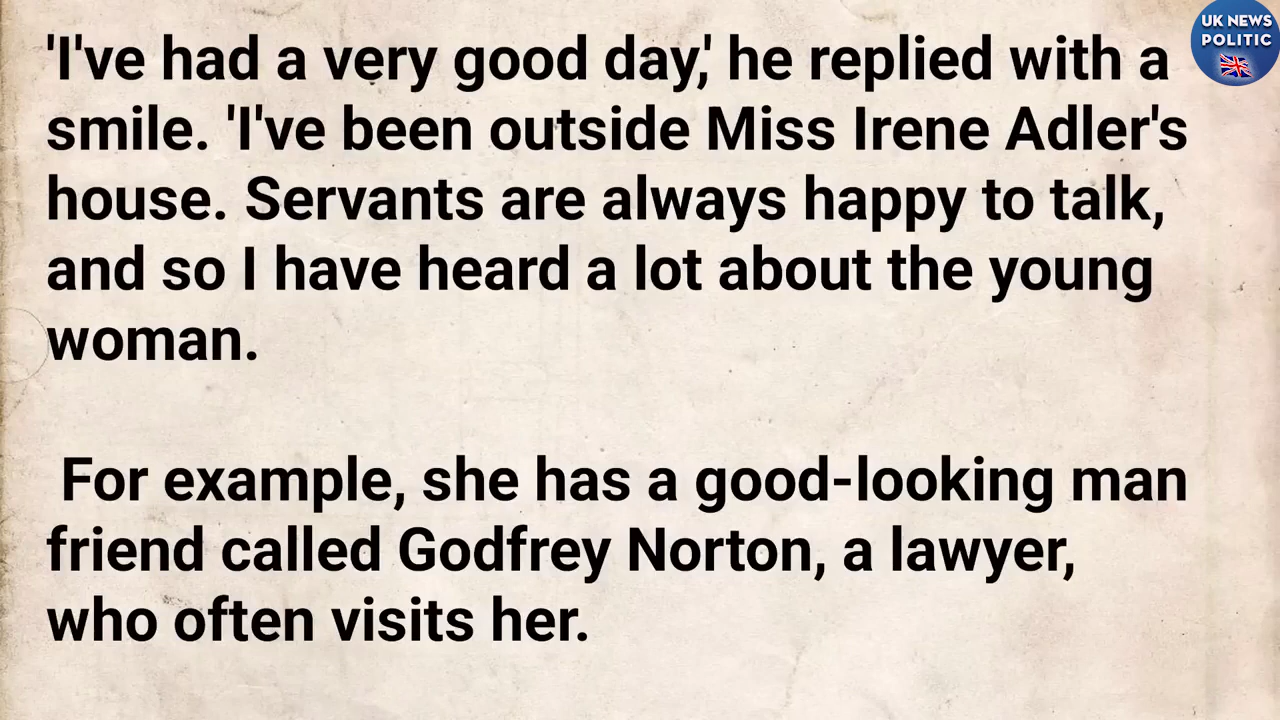 'I've had a very good day,' he replied with a
smile. 'I've been outside Miss Irene Adler's
house. Servants are always happy to talk,
and so I have heard a lot about the young
woman.
For example, she has a good-looking man
friend called Godfrey Norton, a lawyer,
who often visits her.
UK NEWS
POLITIC